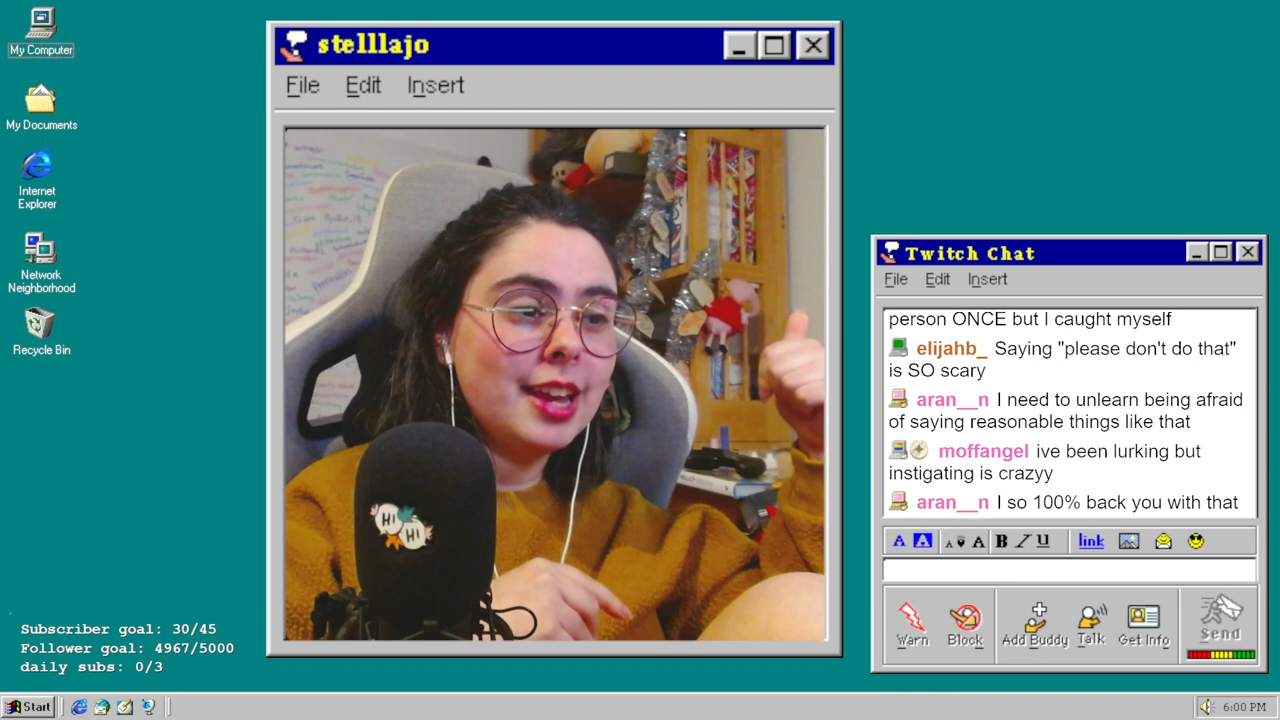 My Computer
My Documents
Internet
Explorer
Network
Neighborhood
Recycle Bin
Subscriber goal: 30/45
Follower goal: 4967/5000
daily subs: 0/3
stelllajo
File Edit Insert
HI
HI
Twitch Chat
File Edit Insert
person ONCE but I caught myself
elijahb_ Saying "please don't do that"
is SO scary
aran__n I need to unlearn being afraid
of saying reasonable things like that
moffangel ive been lurking but
instigating is crazyy
aran__n I so 100% back you with that
A A A A B I U link
Warn Block Add Buddy Talk Get Info Send
Start
6:00 PM